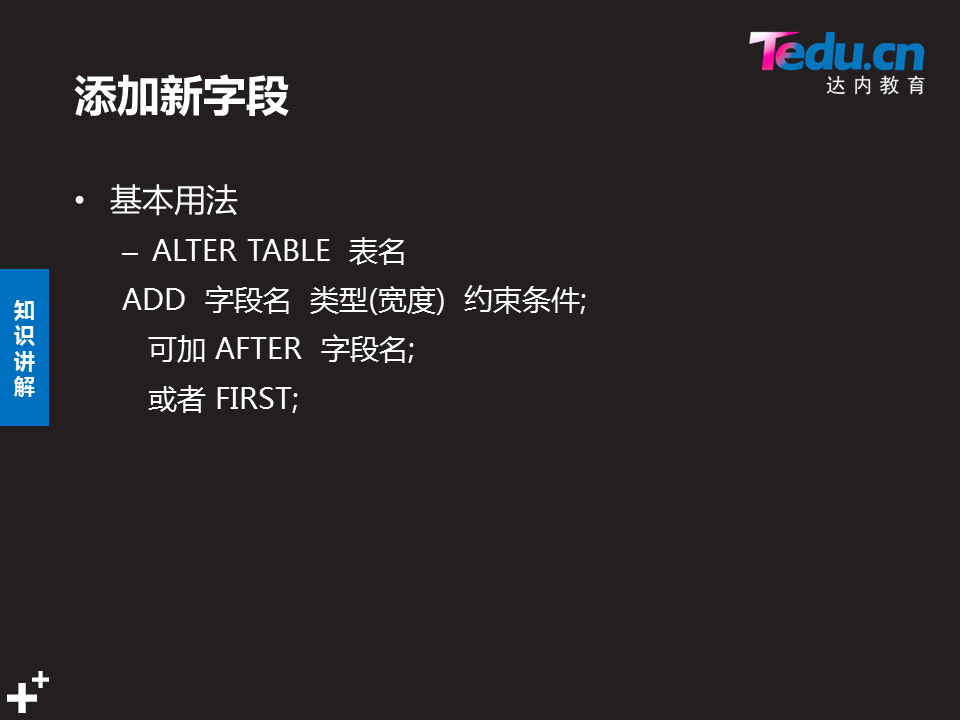 Tedu.cn
达内教育
添加新字段
• 基本用法
– ALTER TABLE 表名
ADD 字段名 类型(宽度) 约束条件;
可加 AFTER 字段名;
或者 FIRST;
知
识
讲
解